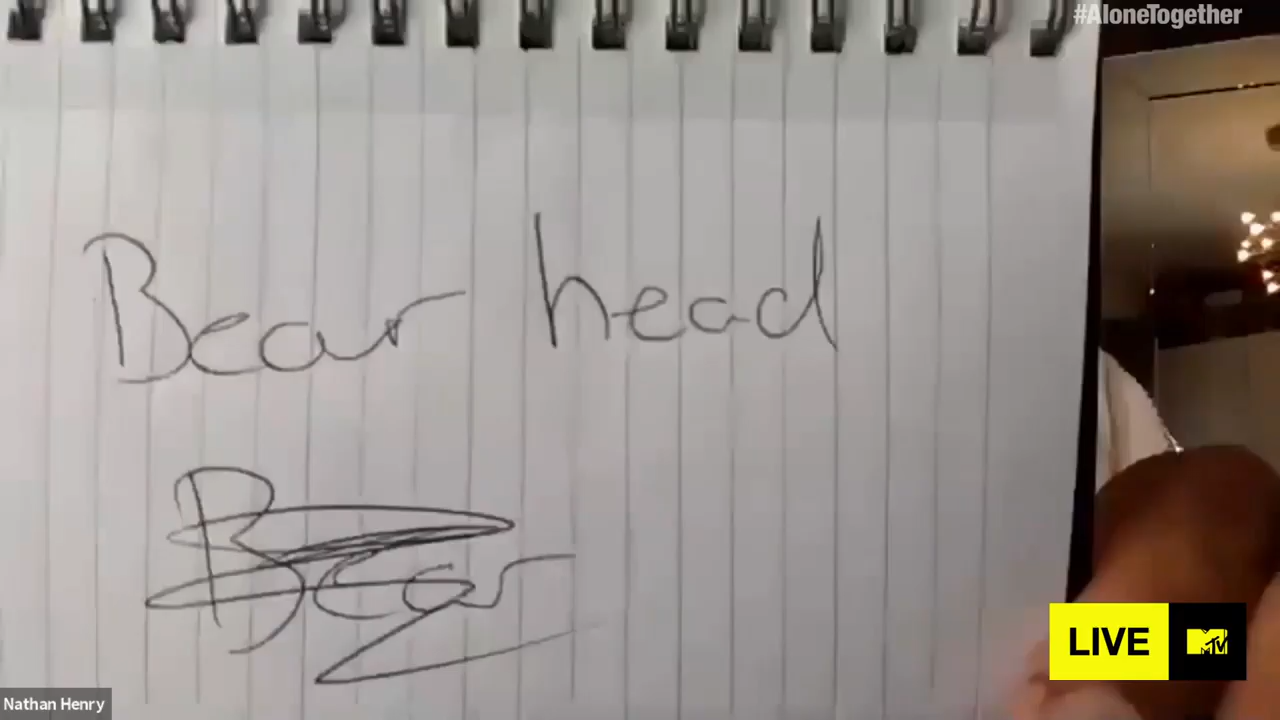 #AloneTogether
Bear head
Bear
LIVE MTV
Nathan Henry